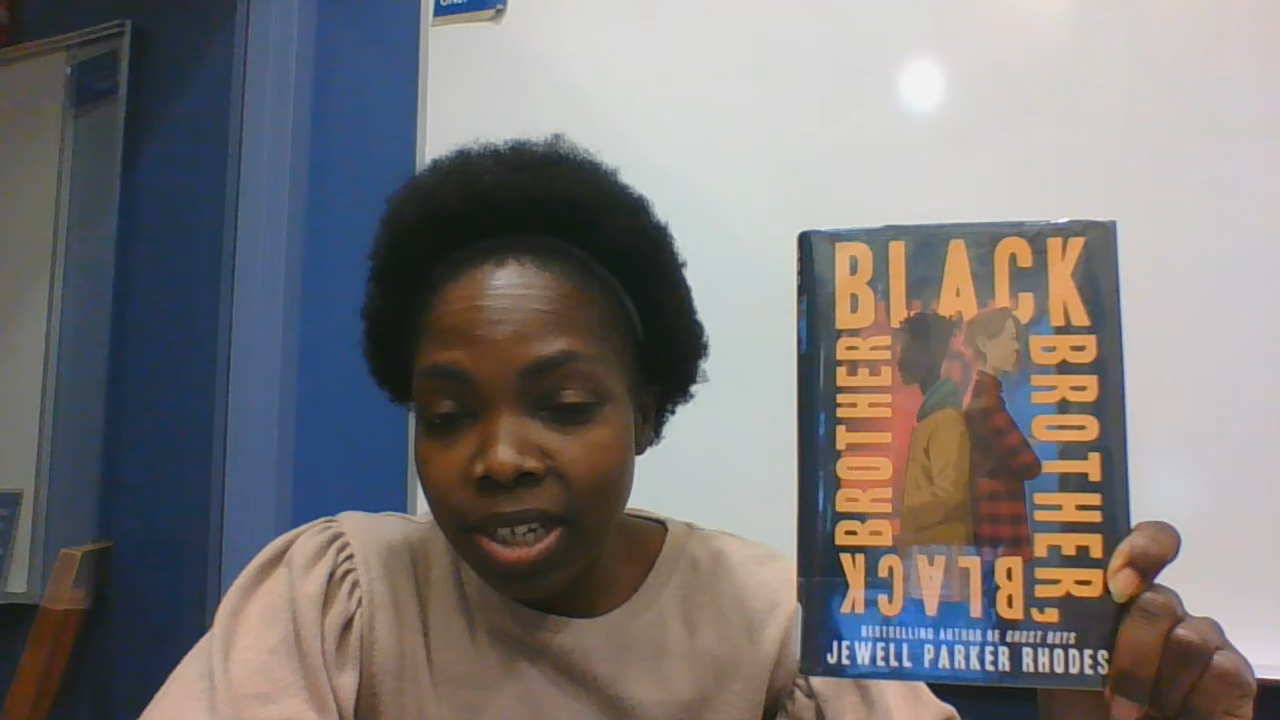 BLACK
BROTHER,
BLACK
BROTHER
BESTSELLING AUTHOR OF GHOST BOYS
JEWELL PARKER RHODES